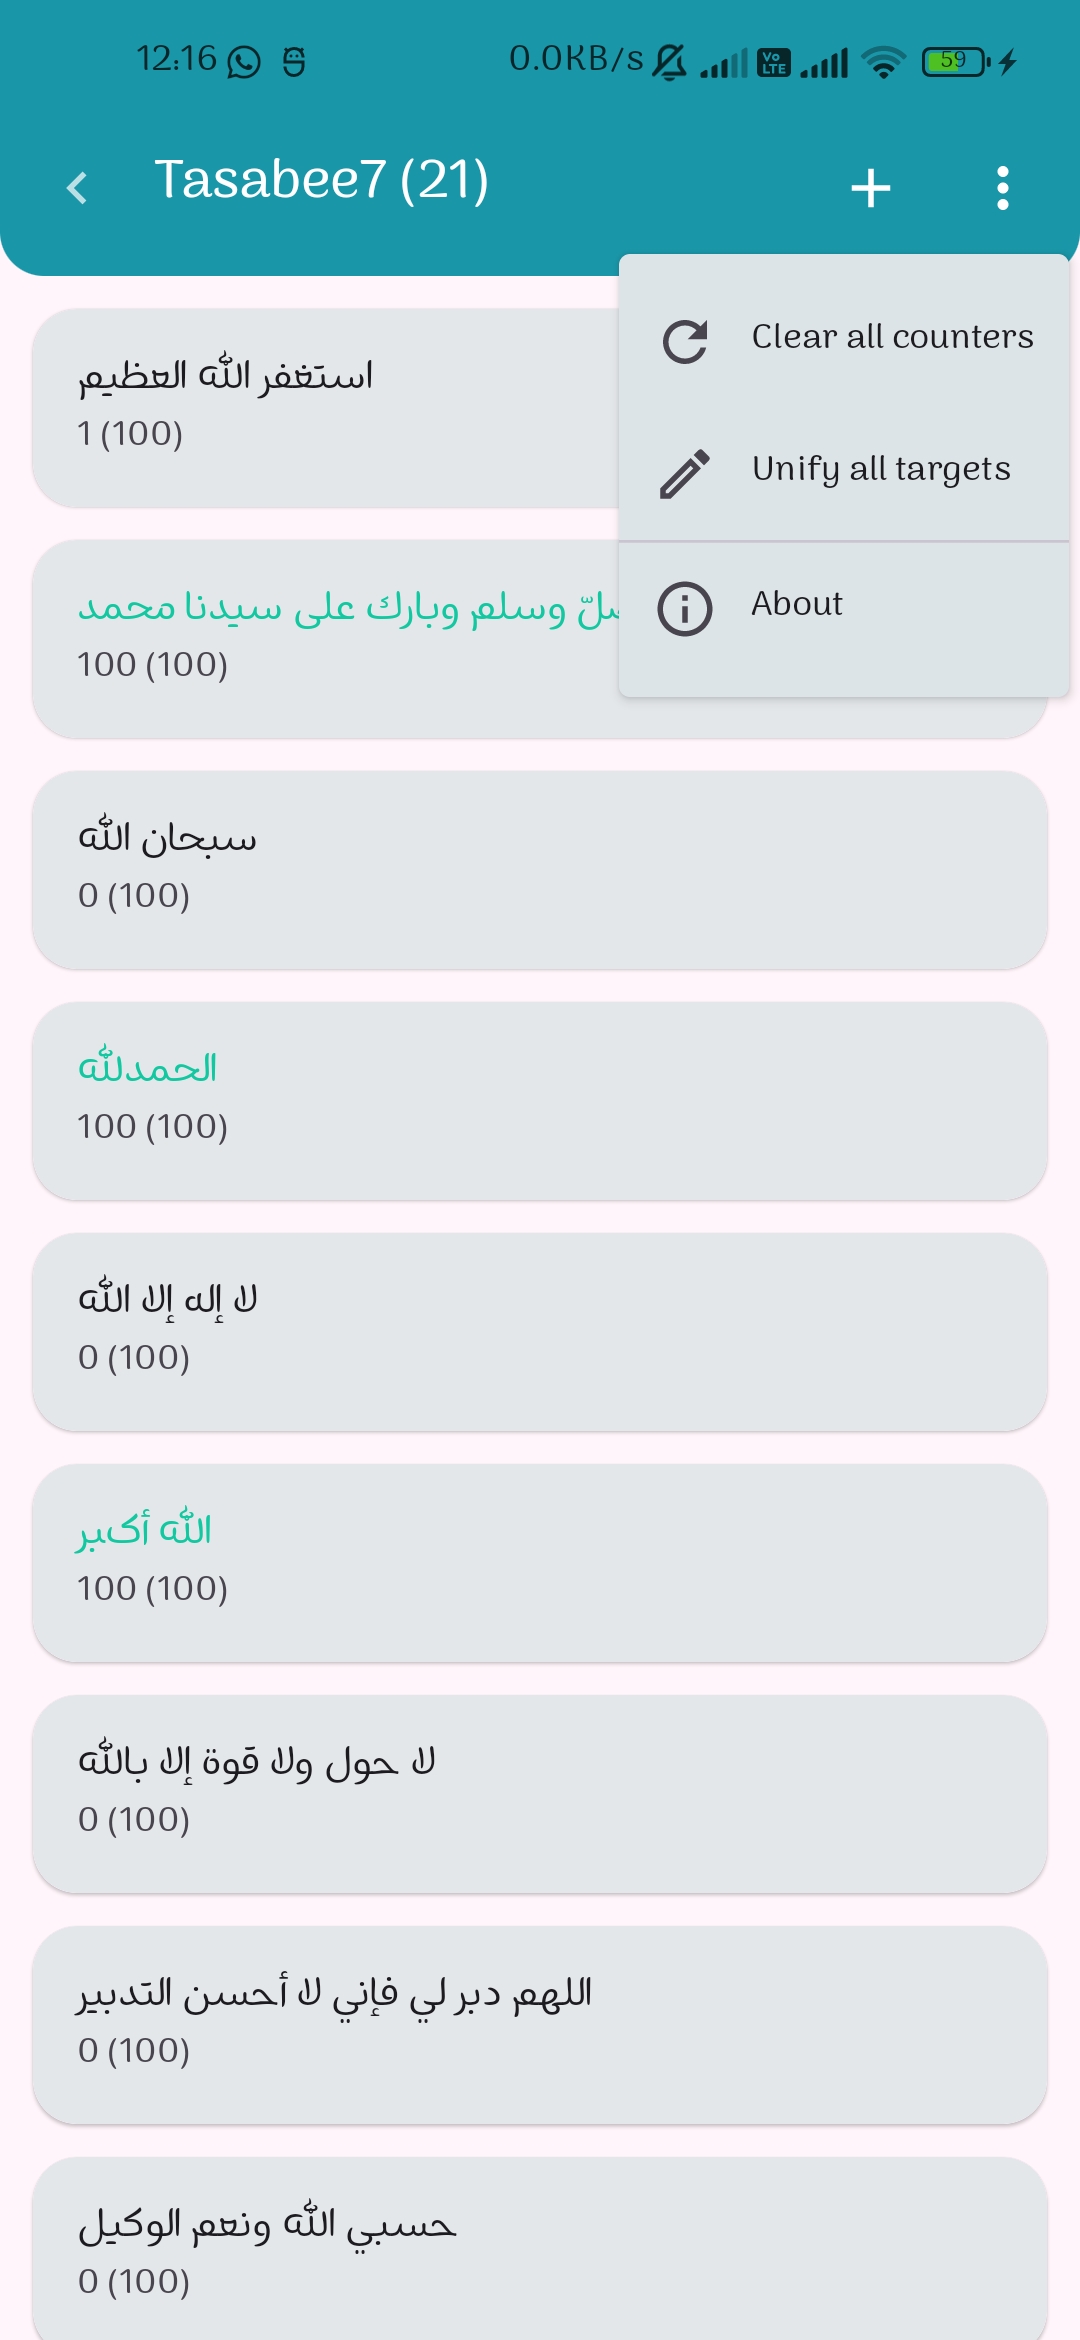 12:16
0.0KB/s
Vo LTE
59
Tasabee7 (21)
Clear all counters
Unify all targets
About
استغفر الله العظيم
1 (100)
وسلم وبارك على سيدنا محمد
100 (100)
سبحان الله
0 (100)
الحمدلله
100 (100)
لا إله إلا الله
0 (100)
الله أكبر
100 (100)
لا حول ولا قوة إلا بالله
0 (100)
اللهم دبر لي فإني لا أحسن التدبير
0 (100)
حسبي الله ونعم الوكيل
0 (100)